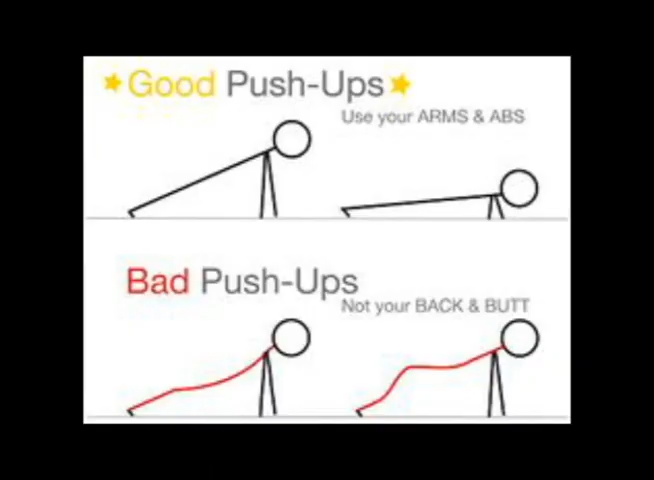 Good Push-Ups
Use your ARMS & ABS
Bad Push-Ups
Not your BACK & BUTT